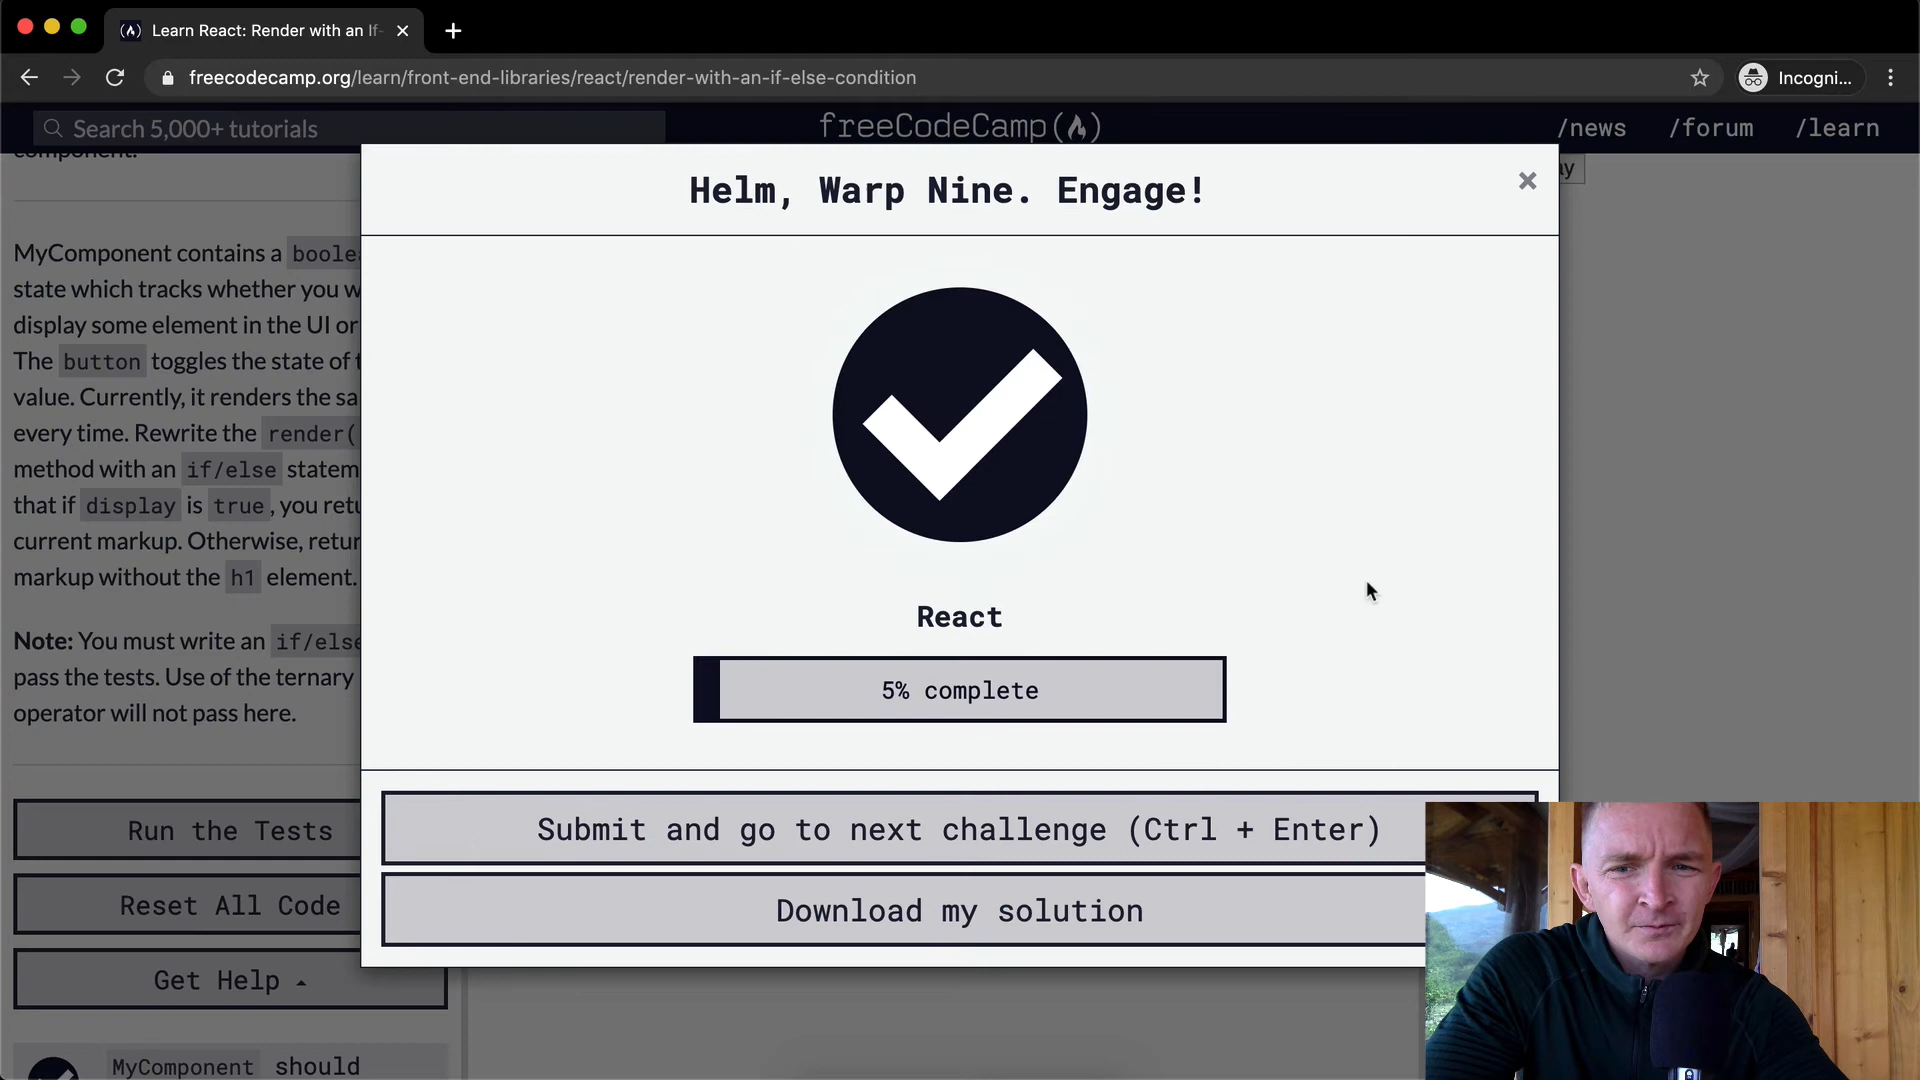 Learn React: Render with an If-
freecodecamp.org/learn/front-end-libraries/react/render-with-an-if-else-condition
Incogni...
Search 5,000+ tutorials
freeCodeCamp
/news
/forum
/learn
component.
Helm, Warp Nine. Engage!
MyComponent contains a
state which tracks whether you
display some element in the UI or
The button toggles the state of
value. Currently, it renders the
every time. Rewrite the render(
method with an if/else
that if display is true, you
current markup. Otherwise,
markup without the h1 element.
Note: You must write an if/else
pass the tests. Use of the ternary
operator will not pass here.
React
5% complete
Run the Tests
Reset All Code
Get Help
Submit and go to next challenge (Ctrl + Enter)
Download my solution
MyComponent should